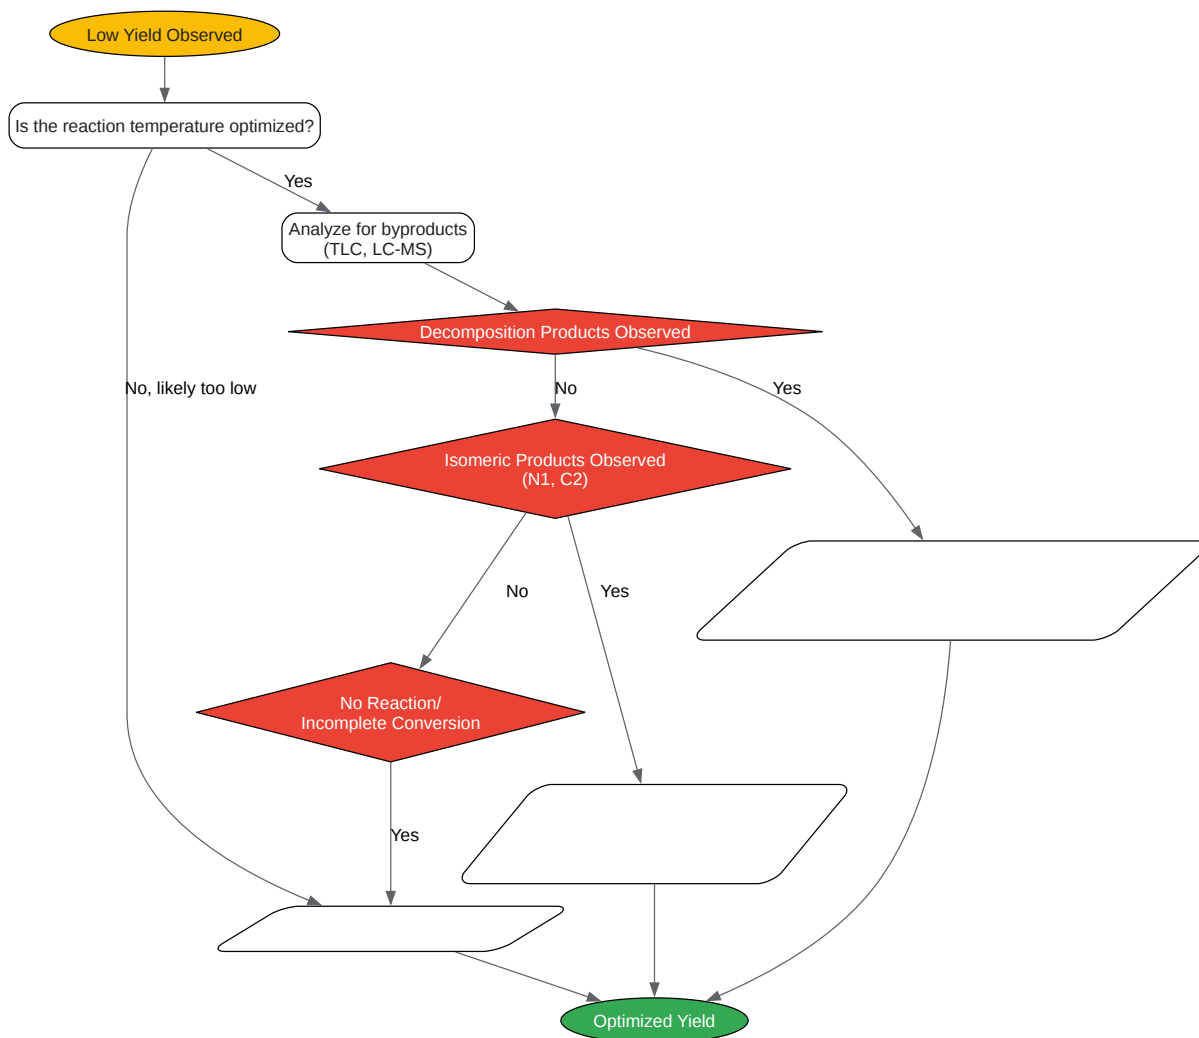 Low Yield Observed
Is the reaction temperature optimized?
Yes
Analyze for byproducts
(TLC, LC-MS)
Decomposition Products Observed
No, likely too low
No
Yes
Isomeric Products Observed
(N1, C2)
No
Yes
No Reaction/
Incomplete Conversion
Yes
Optimized Yield